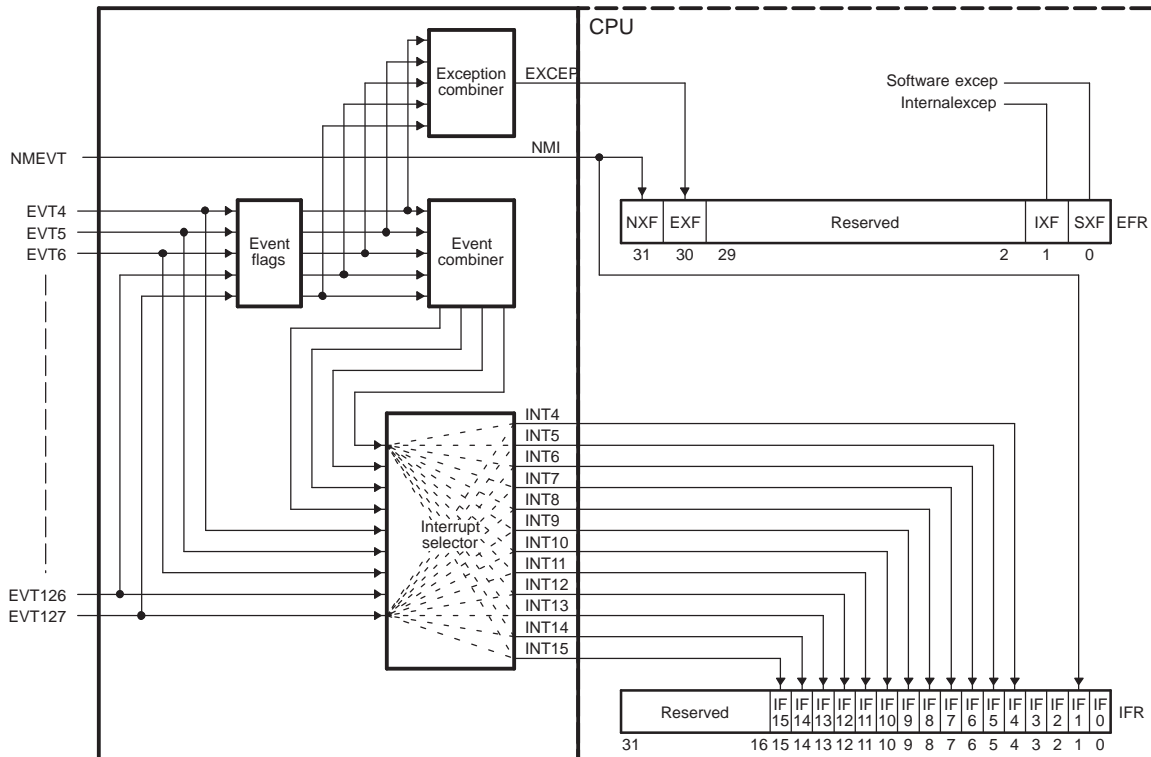 CPU
Exception
combiner
EXCEP
Software excep
Internalexcep
NMEVT
NMI
EVT4
EVT5
EVT6
Event
flags
Event
combiner
NXF EXF Reserved IXF SXF EFR
31 30 29 2 1 0
INT4
INT5
INT6
INT7
INT8
INT9
INT10
INT11
INT12
INT13
INT14
INT15
Interrupt
selector
EVT126
EVT127
Reserved IF IF IF IF IF IF IF IF IF IF IF IF IF IF IF IF IFR
15 14 13 12 11 10 9 8 7 6 5 4 3 2 1 0
31 16 15 14 13 12 11 10 9 8 7 6 5 4 3 2 1 0